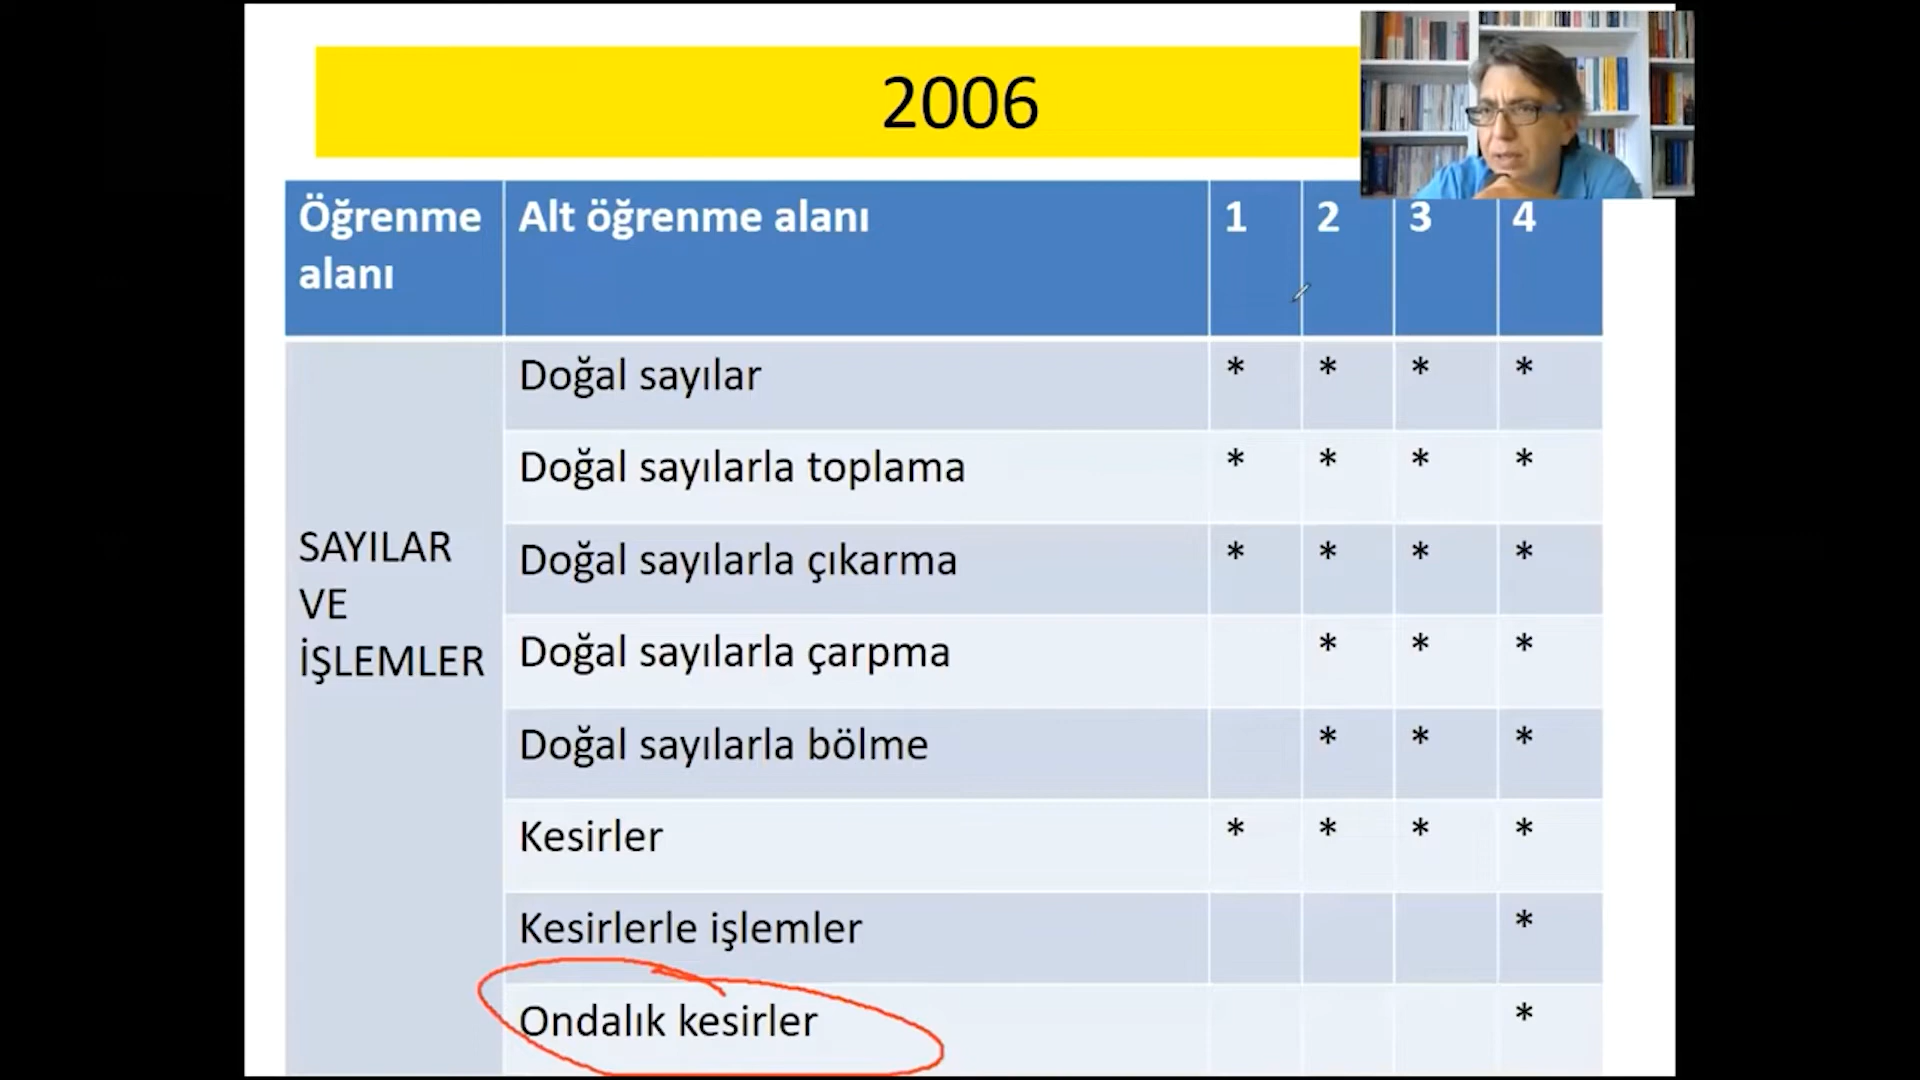 2006
Öğrenme alanı Alt öğrenme alanı 1 2 3 4
Doğal sayılar * * * *
Doğal sayılarla toplama * * * *
SAYILAR
VE
İŞLEMLER
Doğal sayılarla çıkarma * * * *
Doğal sayılarla çarpma * * *
Doğal sayılarla bölme * * *
Kesirler * * * *
Kesirlerle işlemler *
Ondalık kesirler *